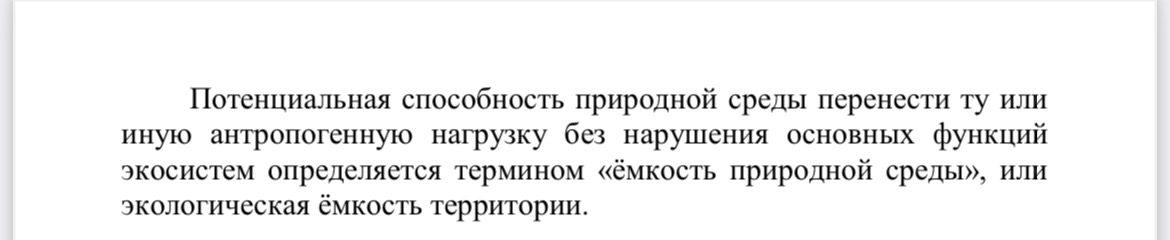 Потенциальная способность природной среды перенести ту или
иную антропогенную нагрузку без нарушения основных функций
экосистем определяется термином «ёмкость природной среды», или
экологическая ёмкость территории.